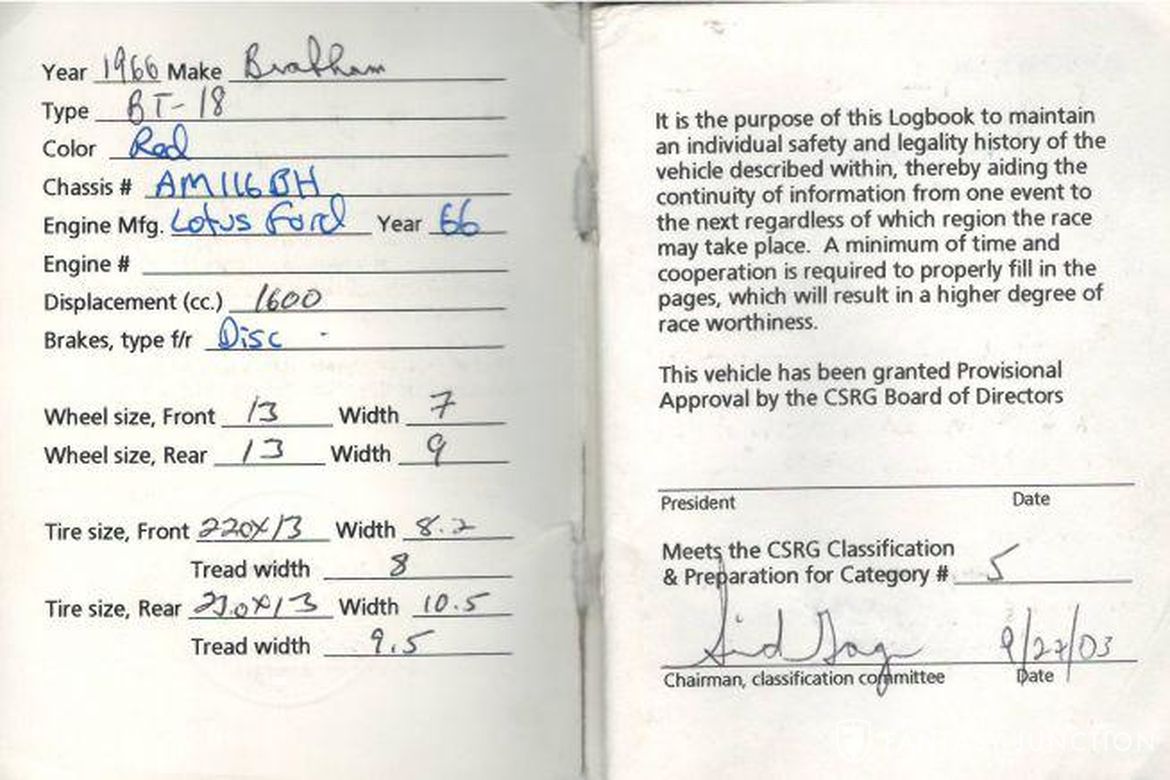 Year 1966 Make Brabham
Type BT-18
Color Red
Chassis # AM116BH
Engine Mfg. Lotus Ford Year 66
Engine #
Displacement (cc.) 1600
Brakes, type f/r Disc -
Wheel size, Front 13 Width 7
Wheel size, Rear 13 Width 9
Tire size, Front 220X13 Width 8.2
Tread width 8
Tire size, Rear Width 10.5
Tread width 9.5
It is the purpose of this Logbook to maintain
an individual safety and legality history of the
vehicle described within, thereby aiding the
continuity of information from one event to
the next regardless of which region the race
may take place. A minimum of time and
cooperation is required to properly fill in the
pages, which will result in a higher degree of
race worthiness.
This vehicle has been granted Provisional
Approval by the CSRG Board of Directors
President Date
Meets the CSRG Classification
& Preparation for Category # 5
9/27/03
Chairman, classification committee Date
JUNCTION